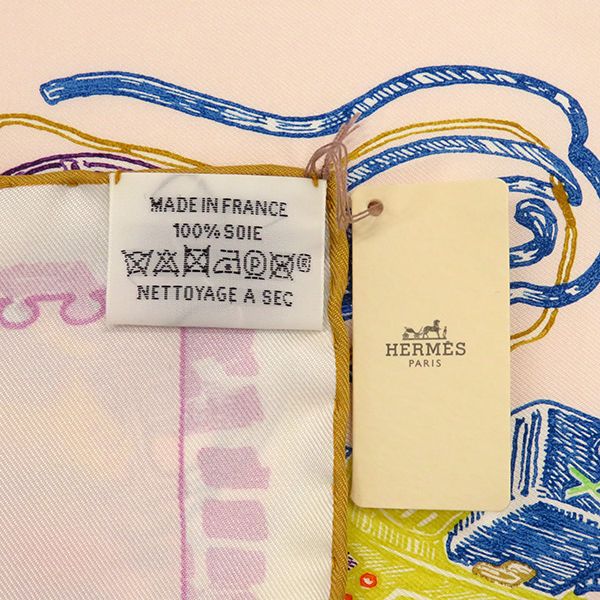 MADE IN FRANCE
100% SOIE
NETTOYAGE A SEC
HERMÈS
PARIS